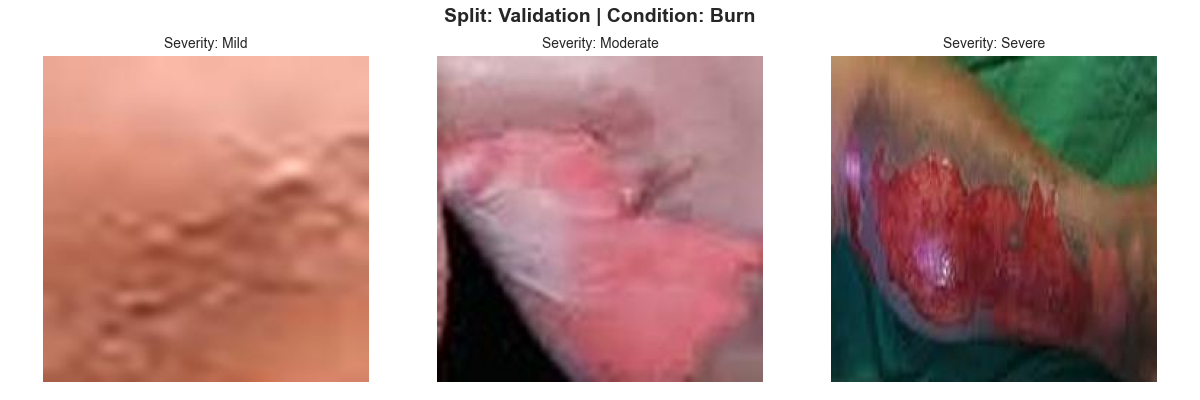 Split: Validation | Condition: Burn
Severity: Mild
Severity: Moderate
Severity: Severe